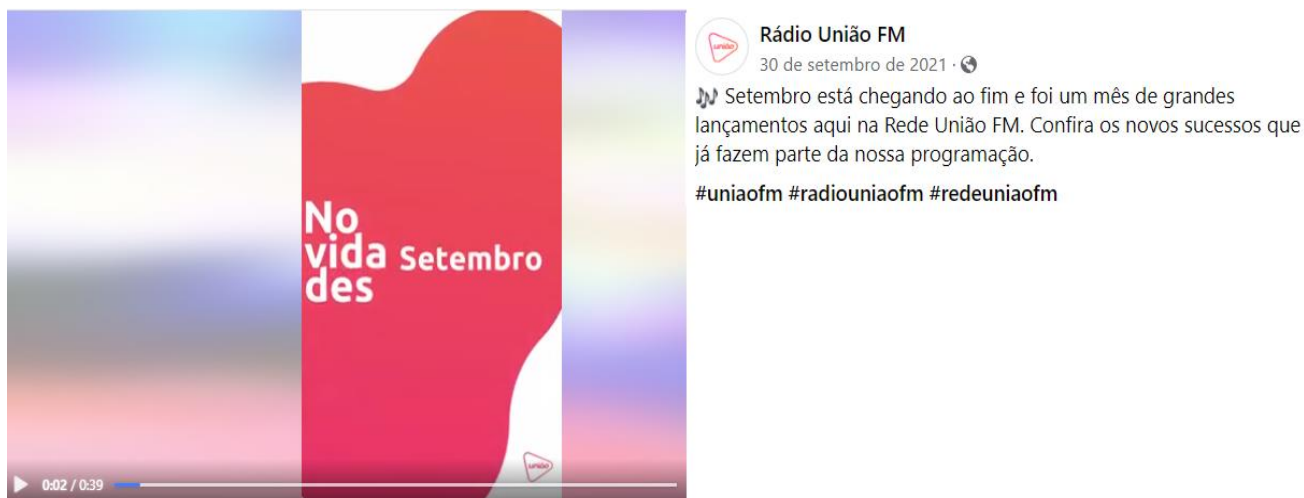 No
vida
des
Setembro
união
0:02 / 0:39
união
Rádio União FM
30 de setembro de 2021 ·
Setembro está chegando ao fim e foi um mês de grandes
lançamentos aqui na Rede União FM. Confira os novos sucessos que
já fazem parte da nossa programação.
#uniaofm #radiouniaofm #redeuniaofm